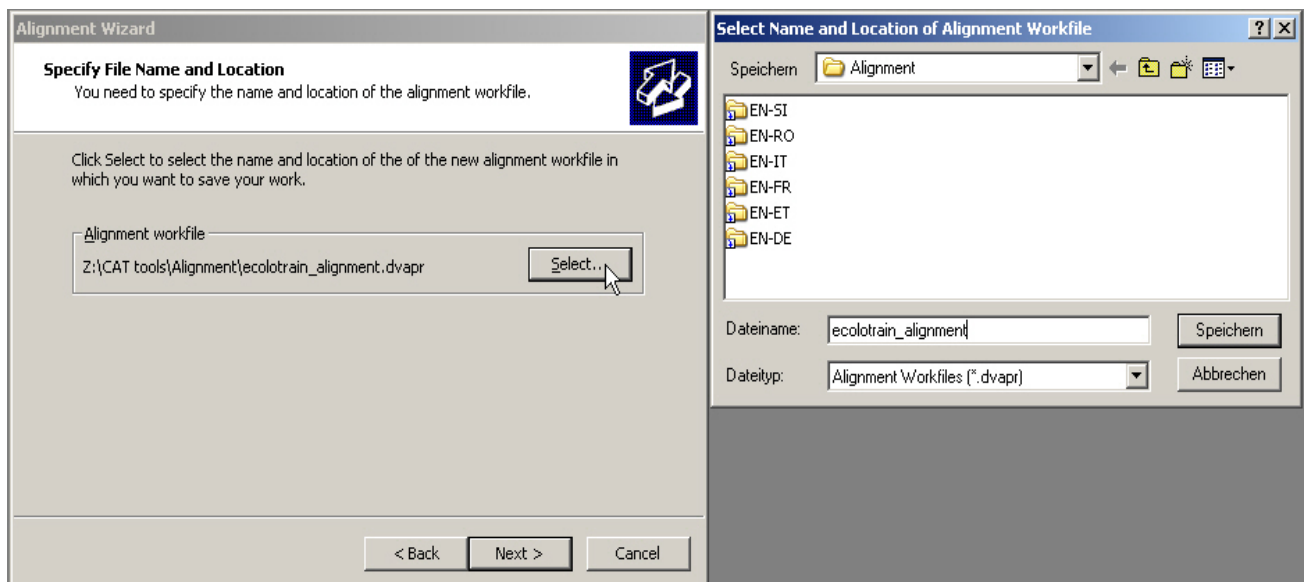 Alignment Wizard
Specify File Name and Location
You need to specify the name and location of the alignment workfile.
Click Select to select the name and location of the of the new alignment workfile in
which you want to save your work.
Alignment workfile
Z:\CAT tools\Alignment\ecolotrain_alignment.dvapr
Select...
< Back
Next >
Cancel
Select Name and Location of Alignment Workfile
Speichern
Alignment
EN-SI
EN-RO
EN-IT
EN-FR
EN-ET
EN-DE
Dateiname:
ecolotrain_alignment
Speichern
Dateityp:
Alignment Workfiles (*.dvapr)
Abbrechen